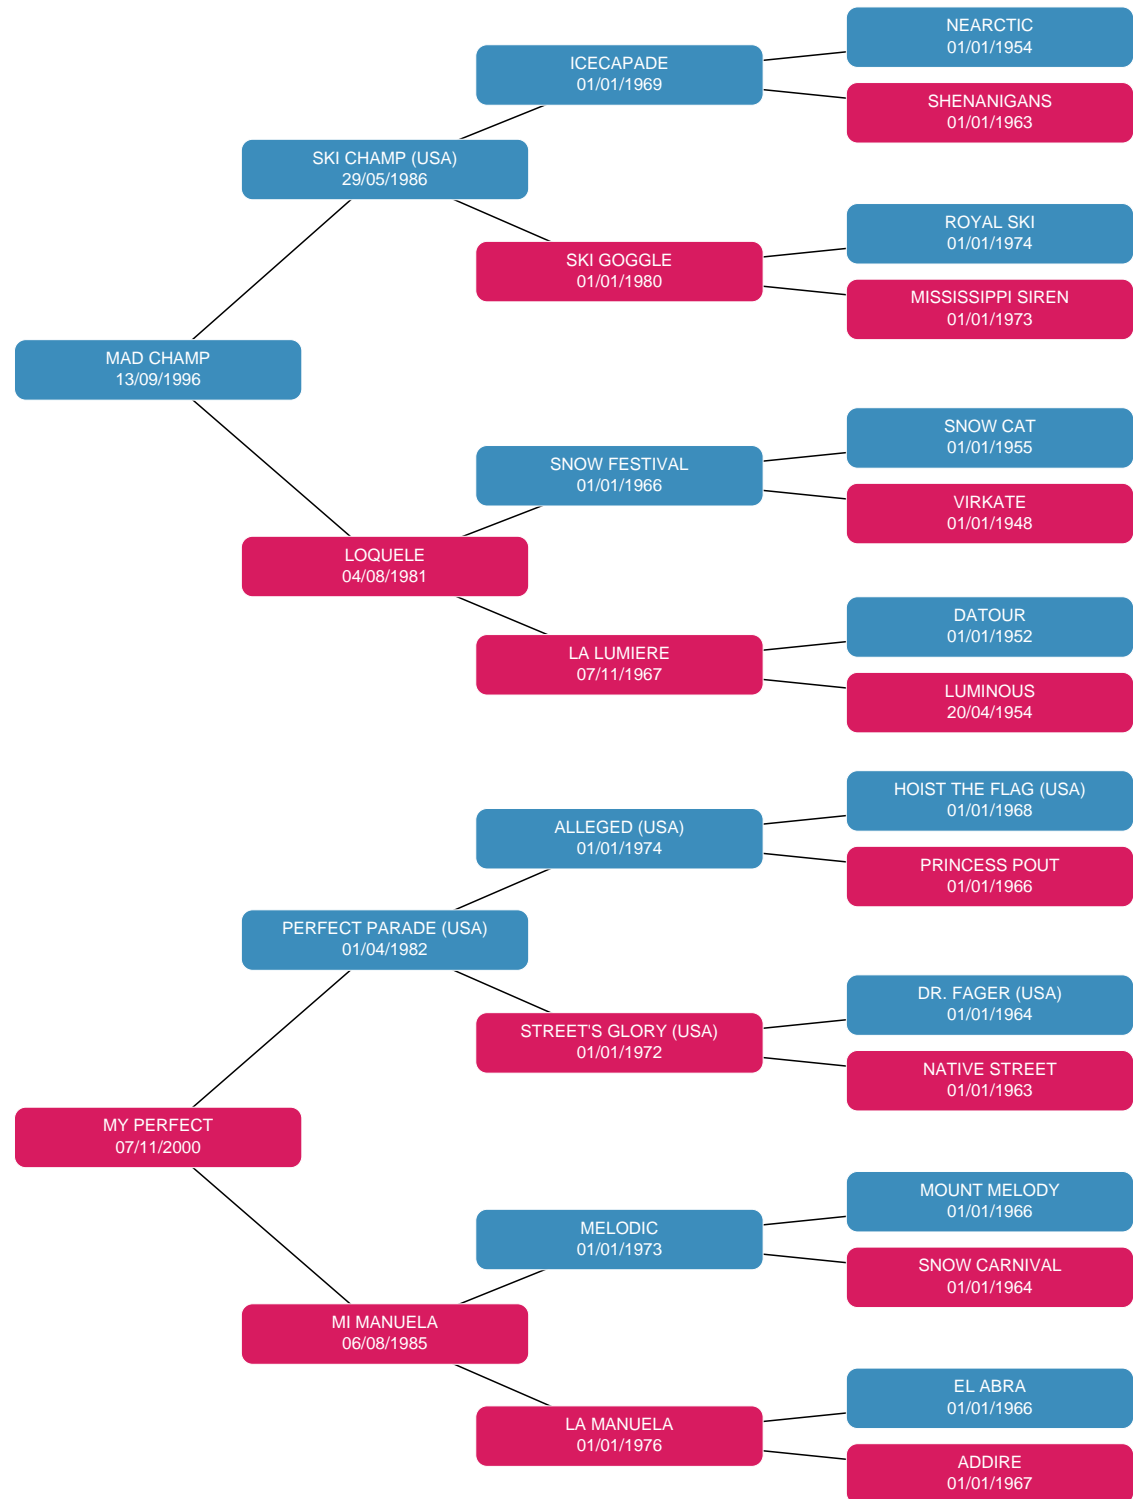 NEARCTIC
01/01/1954
ICECAPADE
01/01/1969
SHENANIGANS
01/01/1963
SKI CHAMP (USA)
29/05/1986
ROYAL SKI
01/01/1974
SKI GOGGLE
01/01/1980
MISSISSIPPI SIREN
01/01/1973
MAD CHAMP
13/09/1996
SNOW CAT
01/01/1955
SNOW FESTIVAL
01/01/1966
VIRKATE
01/01/1948
LOQUELE
04/08/1981
DATOUR
01/01/1952
LA LUMIERE
07/11/1967
LUMINOUS
20/04/1954
HOIST THE FLAG (USA)
01/01/1968
ALLEGED (USA)
01/01/1974
PRINCESS POUT
01/01/1966
PERFECT PARADE (USA)
01/04/1982
DR. FAGER (USA)
01/01/1964
STREET'S GLORY (USA)
01/01/1972
NATIVE STREET
01/01/1963
MY PERFECT
07/11/2000
MOUNT MELODY
01/01/1966
MELODIC
01/01/1973
SNOW CARNIVAL
01/01/1964
MI MANUELA
06/08/1985
EL ABRA
01/01/1966
LA MANUELA
01/01/1976
ADDIRE
01/01/1967